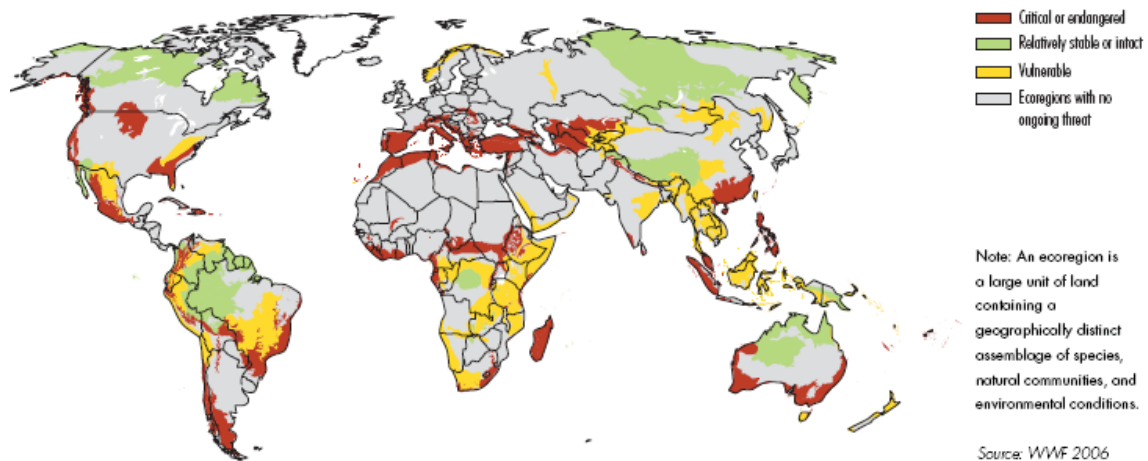 Critical or endangered
Relatively stable or intact
Vulnerable
Ecoregions with no
ongoing threat
Note: An ecoregion is
a large unit of land
containing a
geographically distinct
assemblage of species,
natural communities, and
environmental conditions.
Source: WWF 2006